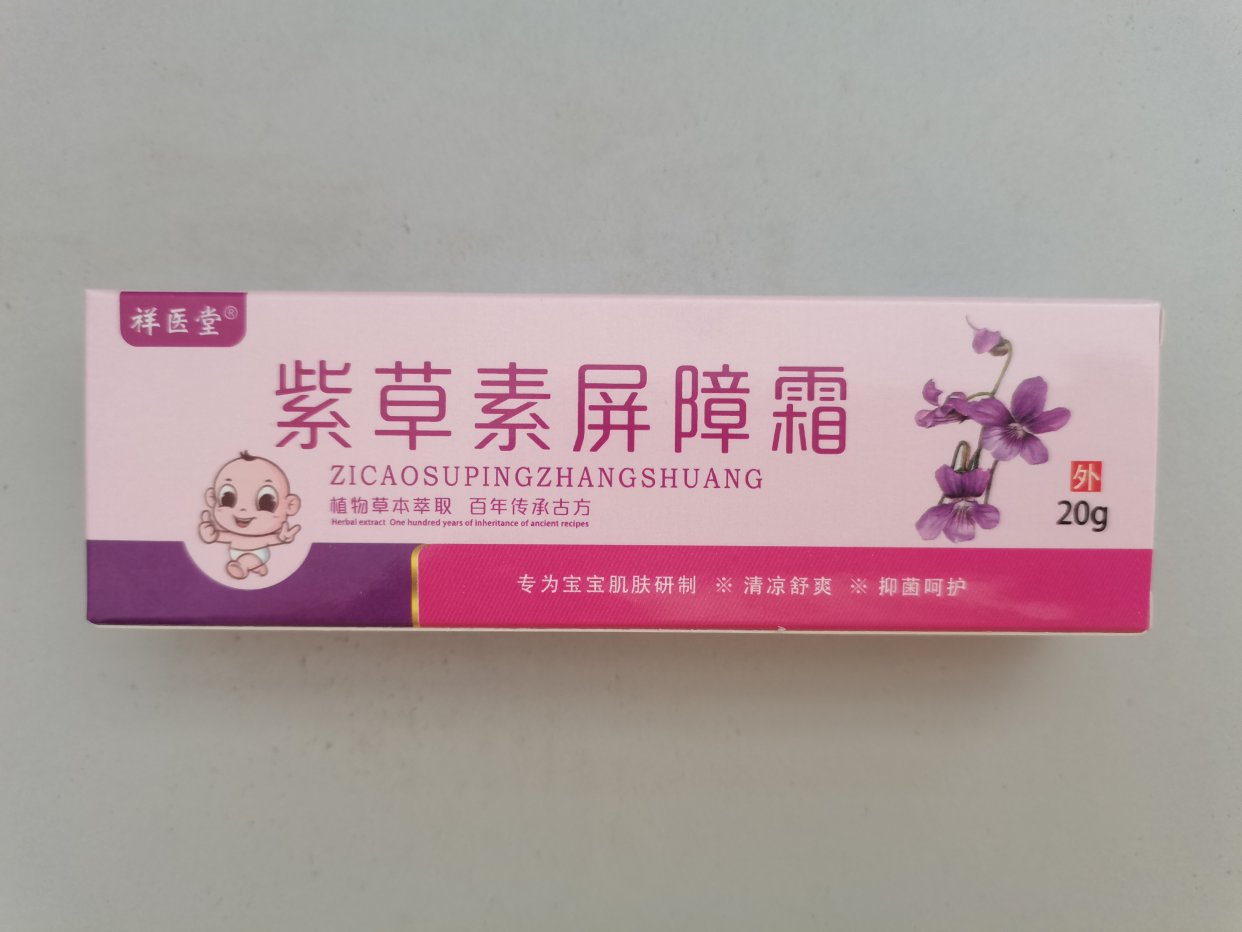 祥医堂®
紫草素屏障霜
ZICAOSUPINGZHANGSHUANG
植物草本萃取 百年传承古方
Herbal extract One hundred years of inheritance of ancient recipes
外
20g
专为宝宝肌肤研制 ※ 清凉舒爽 ※ 抑菌呵护